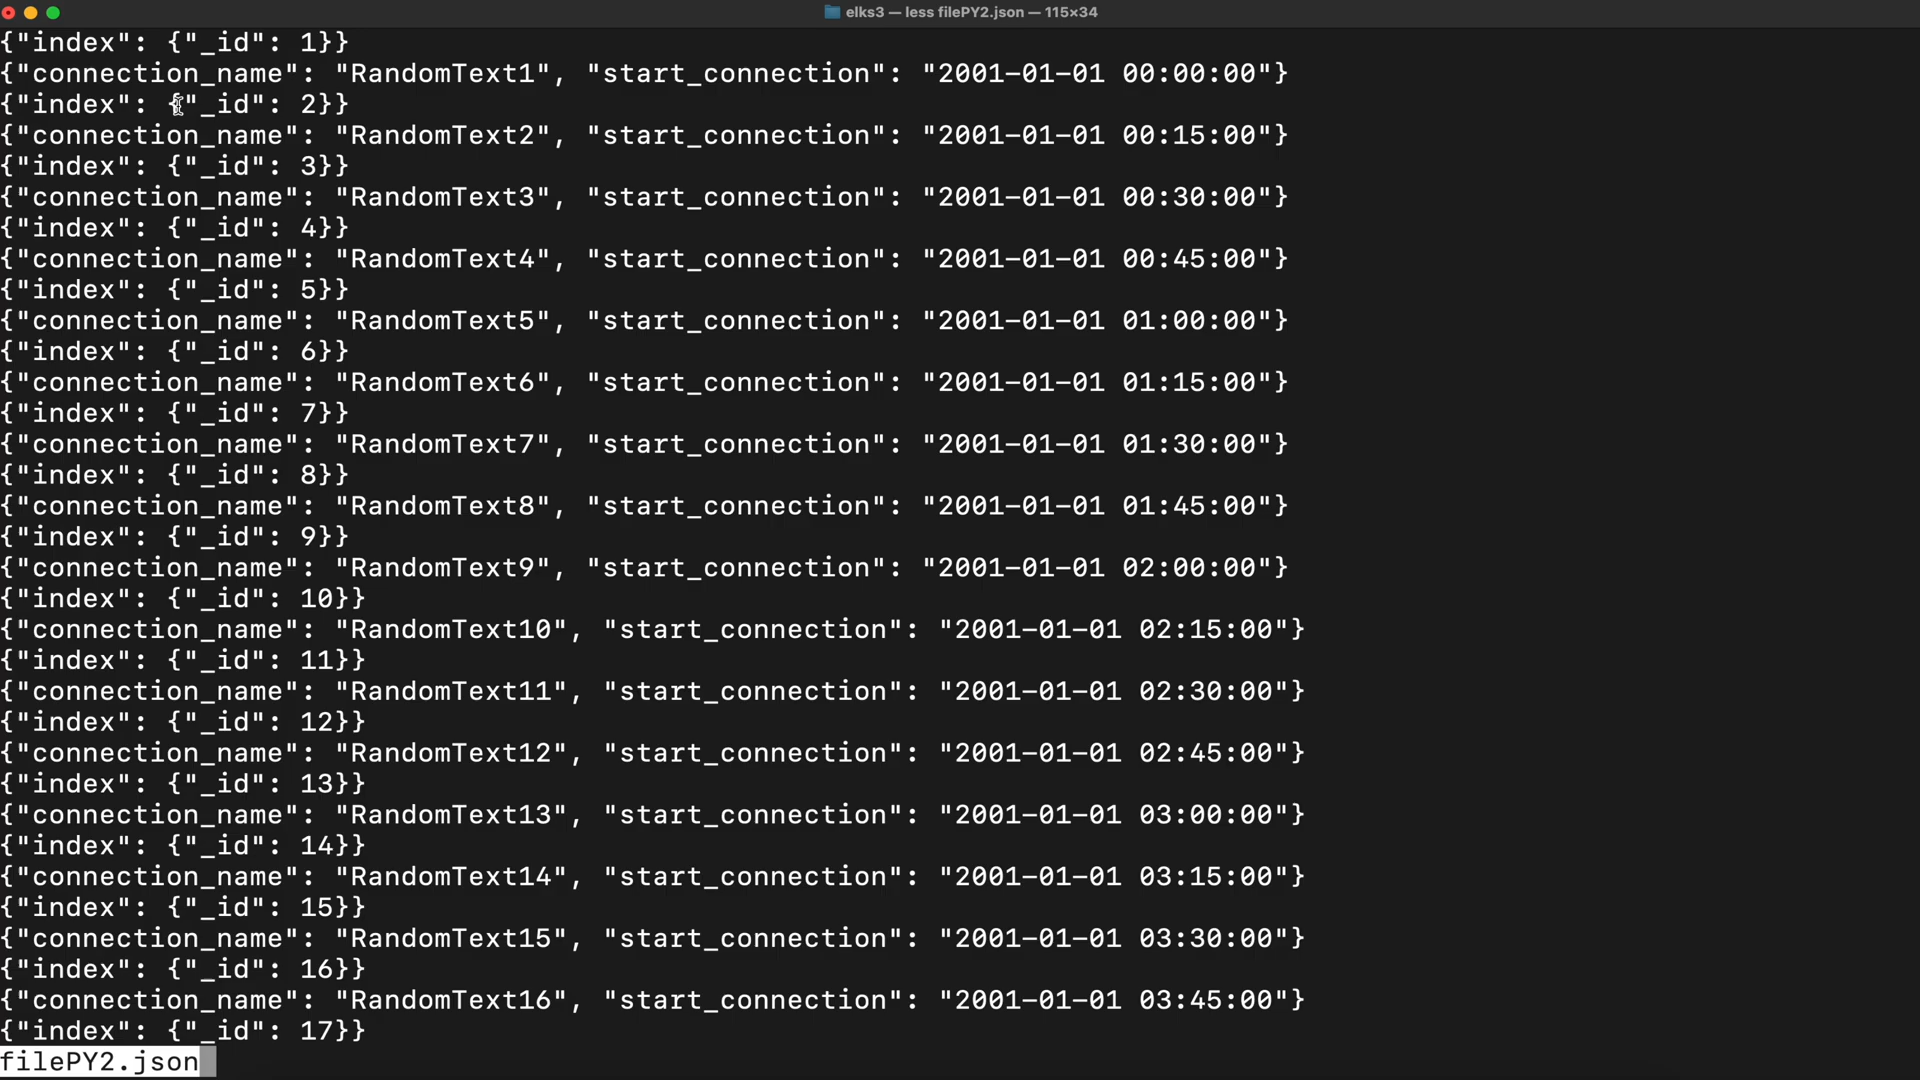 elks3 — less filePY2.json — 115×34
{"index": {"_id": 1}}
{"connection_name": "RandomText1", "start_connection": "2001-01-01 00:00:00"}
{"index": {"_id": 2}}
{"connection_name": "RandomText2", "start_connection": "2001-01-01 00:15:00"}
{"index": {"_id": 3}}
{"connection_name": "RandomText3", "start_connection": "2001-01-01 00:30:00"}
{"index": {"_id": 4}}
{"connection_name": "RandomText4", "start_connection": "2001-01-01 00:45:00"}
{"index": {"_id": 5}}
{"connection_name": "RandomText5", "start_connection": "2001-01-01 01:00:00"}
{"index": {"_id": 6}}
{"connection_name": "RandomText6", "start_connection": "2001-01-01 01:15:00"}
{"index": {"_id": 7}}
{"connection_name": "RandomText7", "start_connection": "2001-01-01 01:30:00"}
{"index": {"_id": 8}}
{"connection_name": "RandomText8", "start_connection": "2001-01-01 01:45:00"}
{"index": {"_id": 9}}
{"connection_name": "RandomText9", "start_connection": "2001-01-01 02:00:00"}
{"index": {"_id": 10}}
{"connection_name": "RandomText10", "start_connection": "2001-01-01 02:15:00"}
{"index": {"_id": 11}}
{"connection_name": "RandomText11", "start_connection": "2001-01-01 02:30:00"}
{"index": {"_id": 12}}
{"connection_name": "RandomText12", "start_connection": "2001-01-01 02:45:00"}
{"index": {"_id": 13}}
{"connection_name": "RandomText13", "start_connection": "2001-01-01 03:00:00"}
{"index": {"_id": 14}}
{"connection_name": "RandomText14", "start_connection": "2001-01-01 03:15:00"}
{"index": {"_id": 15}}
{"connection_name": "RandomText15", "start_connection": "2001-01-01 03:30:00"}
{"index": {"_id": 16}}
{"connection_name": "RandomText16", "start_connection": "2001-01-01 03:45:00"}
{"index": {"_id": 17}}
filePY2.json